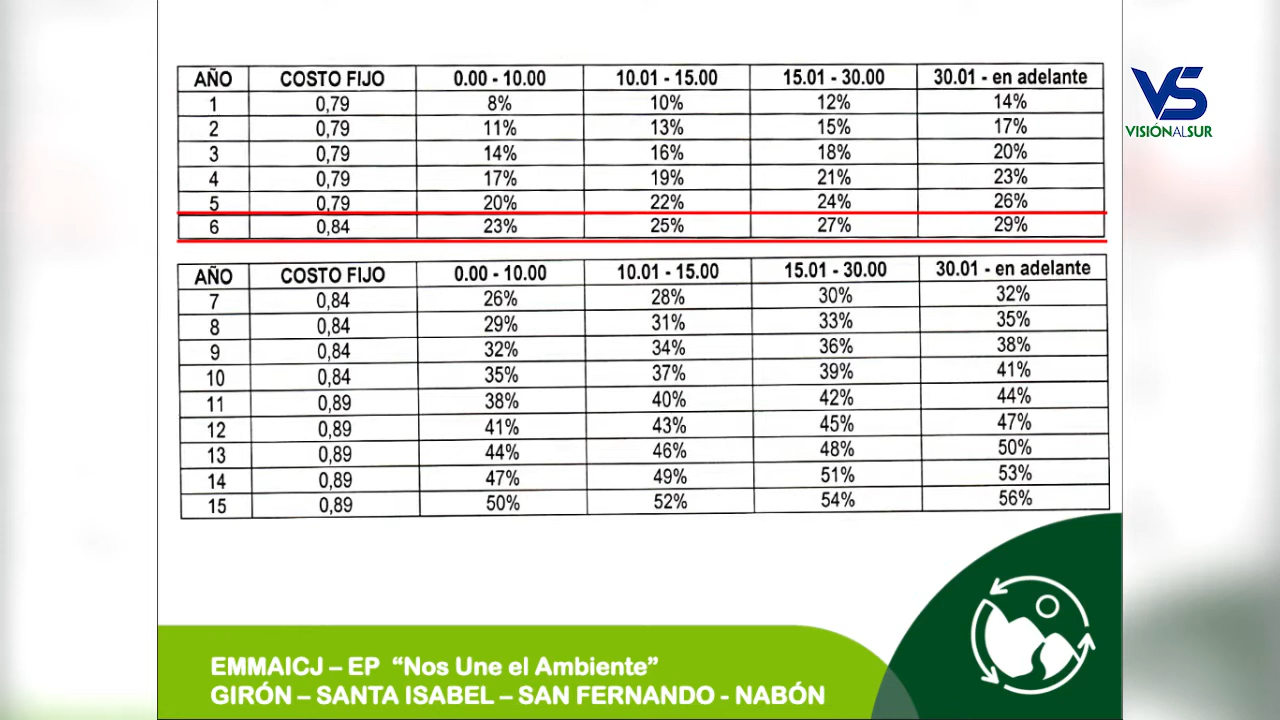 AÑO COSTO FIJO 0.00 - 10.00 10.01 - 15.00 15.01 - 30.00 30.01 - en adelante
1 0,79 8% 10% 12% 14%
2 0,79 11% 13% 15% 17%
3 0,79 14% 16% 18% 20%
4 0,79 17% 19% 21% 23%
5 0,79 20% 22% 24% 26%
6 0,84 23% 25% 27% 29%
AÑO COSTO FIJO 0.00 - 10.00 10.01 - 15.00 15.01 - 30.00 30.01 - en adelante
7 0,84 26% 28% 30% 32%
8 0,84 29% 31% 33% 35%
9 0,84 32% 34% 36% 38%
10 0,84 35% 37% 39% 41%
11 0,89 38% 40% 42% 44%
12 0,89 41% 43% 45% 47%
13 0,89 44% 46% 48% 50%
14 0,89 47% 49% 51% 53%
15 0,89 50% 52% 54% 56%
VS
VISIÓNALSUR
EMMAICJ – EP “Nos Une el Ambiente”
GIRÓN – SANTA ISABEL – SAN FERNANDO - NABÓN